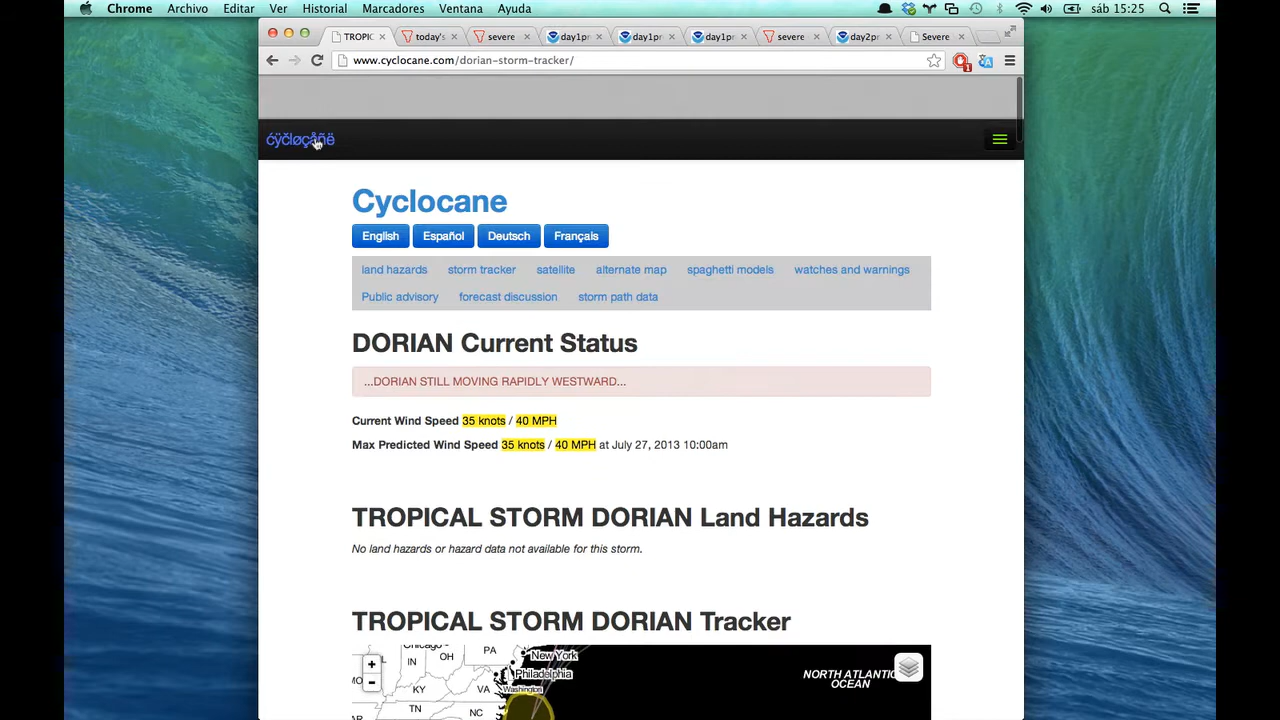 Chrome Archivo Editar Ver Historial Marcadores Ventana Ayuda sáb 15:25
TROPIC today's severe day1pr day1pr day1pr severe day2pr Severe
www.cyclocane.com/dorian-storm-tracker/
1
ćÿčløçåñë
Cyclocane
English Español Deutsch Français
land hazards storm tracker satellite alternate map spaghetti models watches and warnings
Public advisory forecast discussion storm path data
DORIAN Current Status
...DORIAN STILL MOVING RAPIDLY WESTWARD...
Current Wind Speed 35 knots / 40 MPH
Max Predicted Wind Speed 35 knots / 40 MPH at July 27, 2013 10:00am
TROPICAL STORM DORIAN Land Hazards
No land hazards or hazard data not available for this storm.
TROPICAL STORM DORIAN Tracker
Chicago
PA
New York
OH
IN
+
Philadelphia
NORTH ATLANTIC
OCEAN
MO
-
KY
VA
Washington
TN
NC
AR